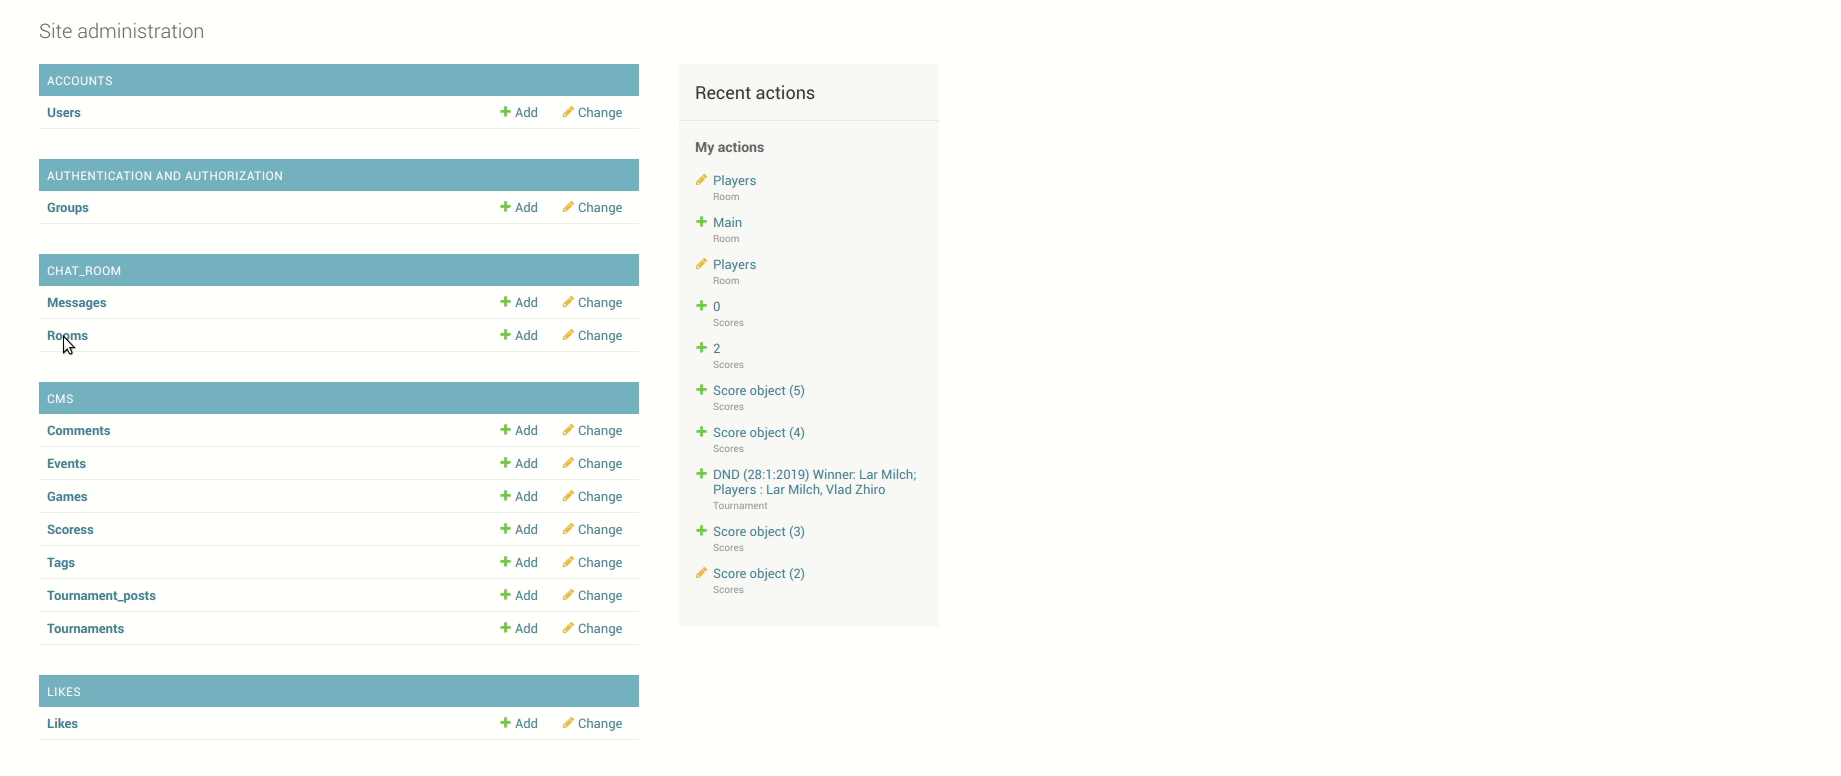 Site administration
ACCOUNTS
Users Add Change
AUTHENTICATION AND AUTHORIZATION
Groups Add Change
CHAT_ROOM
Messages Add Change
Rooms Add Change
CMS
Comments Add Change
Events Add Change
Games Add Change
Scoress Add Change
Tags Add Change
Tournament_posts Add Change
Tournaments Add Change
LIKES
Likes Add Change
Recent actions
My actions
Players
Room
Main
Room
Players
Room
0
Scores
2
Scores
Score object (5)
Scores
Score object (4)
Scores
DND (28:1:2019) Winner: Lar Milch;
Players : Lar Milch, Vlad Zhiro
Tournament
Score object (3)
Scores
Score object (2)
Scores